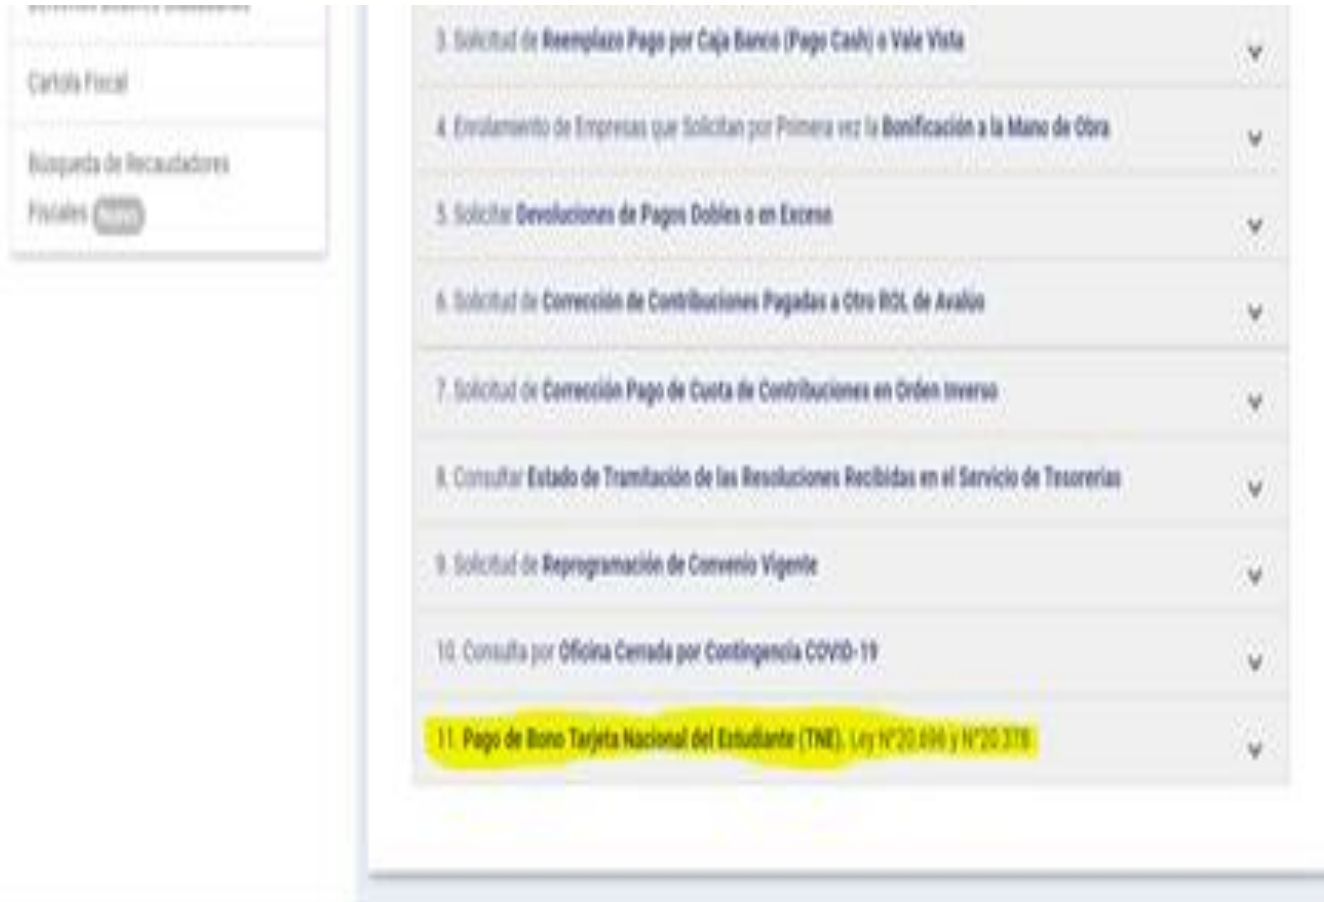 Cartola Fiscal
Búsqueda de Recaudadores
Fiscales
3. Solicitud de Reemplazo Pago por Caja Banco (Pago Cash) o Vale Vista
4. Enrolamiento de Empresas que Solicitan por Primera vez la Bonificación a la Mano de Obra
5. Solicitar Devoluciones de Pagos Dobles o en Exceso
6. Solicitud de Corrección de Contribuciones Pagadas a Otro ROL de Avalúo
7. Solicitud de Corrección Pago de Cuota de Contribuciones en Orden Inverso
8. Consultar Estado de Tramitación de las Resoluciones Recibidas en el Servicio de Tesorerías
9. Solicitud de Reprogramación de Convenio Vigente
10. Consulta por Oficina Cerrada por Contingencia COVID-19
11. Pago de Bono Tarjeta Nacional del Estudiante (TNE), Ley N°20.696 y N°20.378